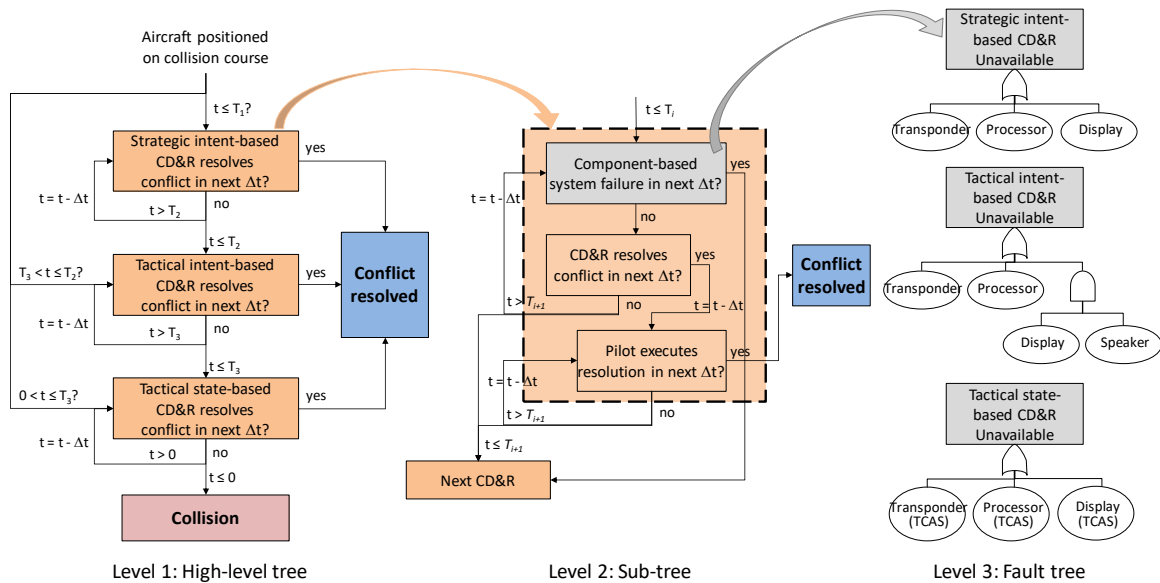 Aircraft positioned
on collision course
t ≤ T1?
Strategic intent-based
CD&R resolves
conflict in next Δt?
yes
t = t - Δt
t > T2
no
t ≤ T2
T3 < t ≤ T2?
Tactical intent-based
CD&R resolves
conflict in next Δt?
yes
t = t - Δt
t > T3
no
t ≤ T3
0 < t ≤ T3?
Tactical state-based
CD&R resolves
conflict in next Δt?
yes
t = t - Δt
t > 0
no
t ≤ 0
Collision
Conflict
resolved
Level 1: High-level tree
t ≤ Ti
Component-based
system failure in next Δt?
yes
t = t - Δt
no
CD&R resolves
conflict in next Δt?
yes
t > Ti+1
no
t = t - Δt
Pilot executes
resolution in next Δt?
yes
t = t - Δt
t > Ti+1
no
t ≤ Ti+1
Next CD&R
Conflict
resolved
Level 2: Sub-tree
Strategic intent-
based CD&R
Unavailable
Transponder
Processor
Display
Tactical intent-
based CD&R
Unavailable
Transponder
Processor
Display
Speaker
Tactical state-
based CD&R
Unavailable
Transponder
(TCAS)
Processor
(TCAS)
Display
(TCAS)
Level 3: Fault tree